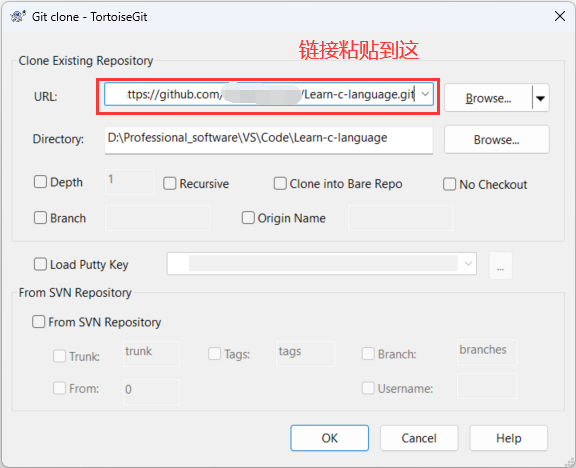 Git clone - TortoiseGit
链接粘贴到这
Clone Existing Repository
URL: ttps://github.com/ /Learn-c-language.git Browse...
Directory: D:\Professional_software\VS\Code\Learn-c-language Browse...
Depth 1 Recursive Clone into Bare Repo No Checkout
Branch Origin Name
Load Putty Key ...
From SVN Repository
From SVN Repository
Trunk: trunk Tags: tags Branch: branches
From: 0 Username:
OK Cancel Help